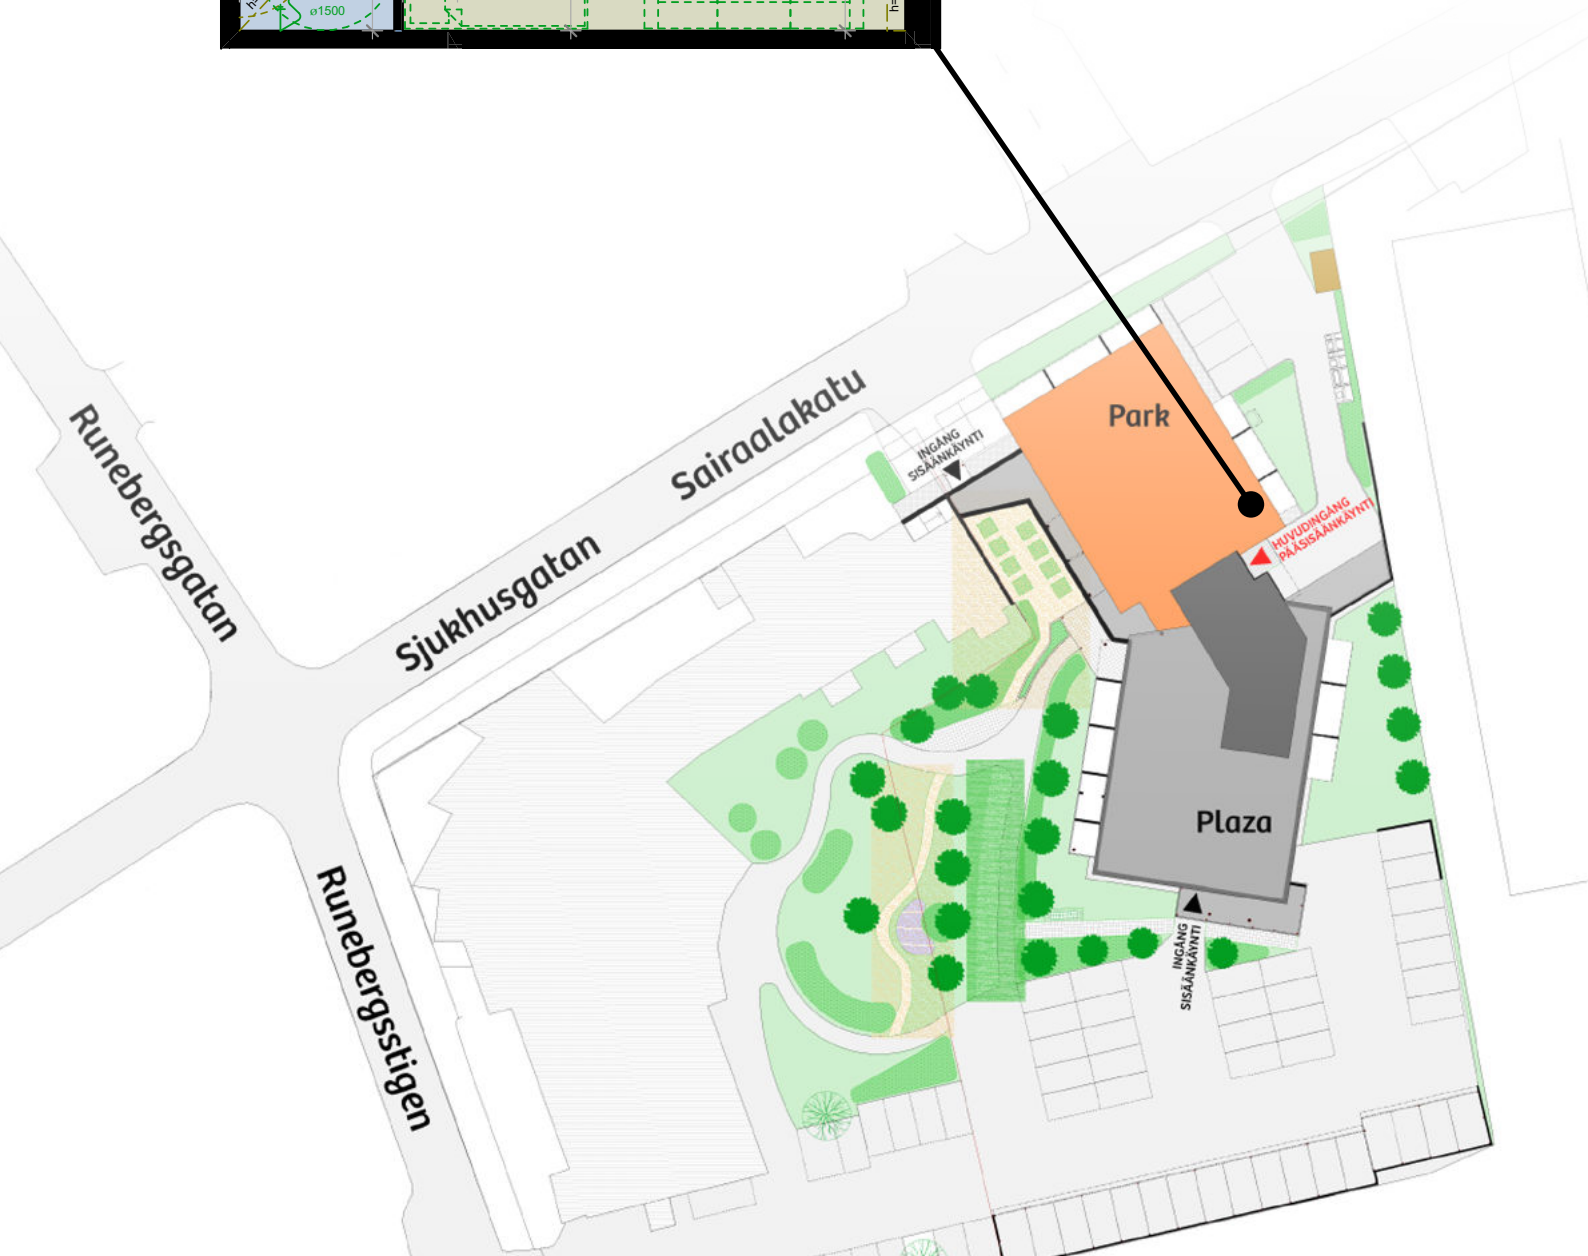 ø1500
h=
Park
INGÅNG
SISÄÄNKÄYNTI
HUVUDINGÅNG
PÄÄSISÄÄNKÄYNTI
Sairaalakatu
Sjukhusgatan
Runebergsgatan
Plaza
Runebergsstigen
INGÅNG
SISÄÄNKÄYNTI